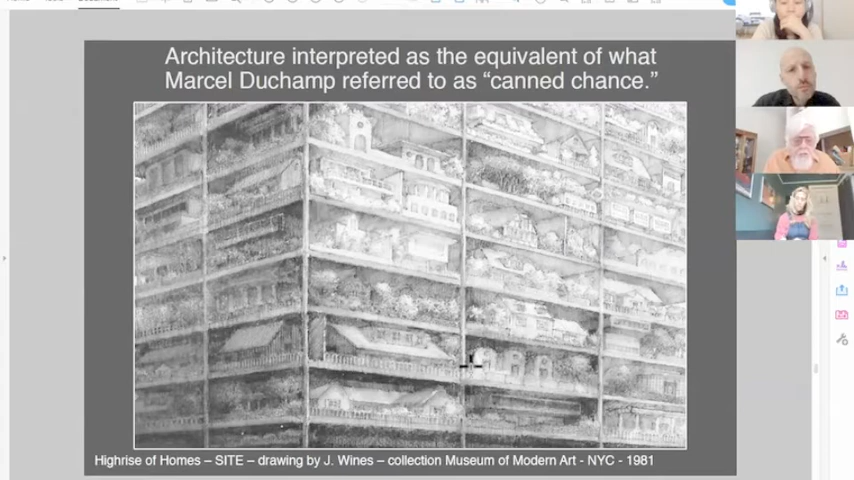 Architecture interpreted as the equivalent of what
Marcel Duchamp referred to as “canned chance.”
Highrise of Homes – SITE – drawing by J. Wines – collection Museum of Modern Art - NYC - 1981